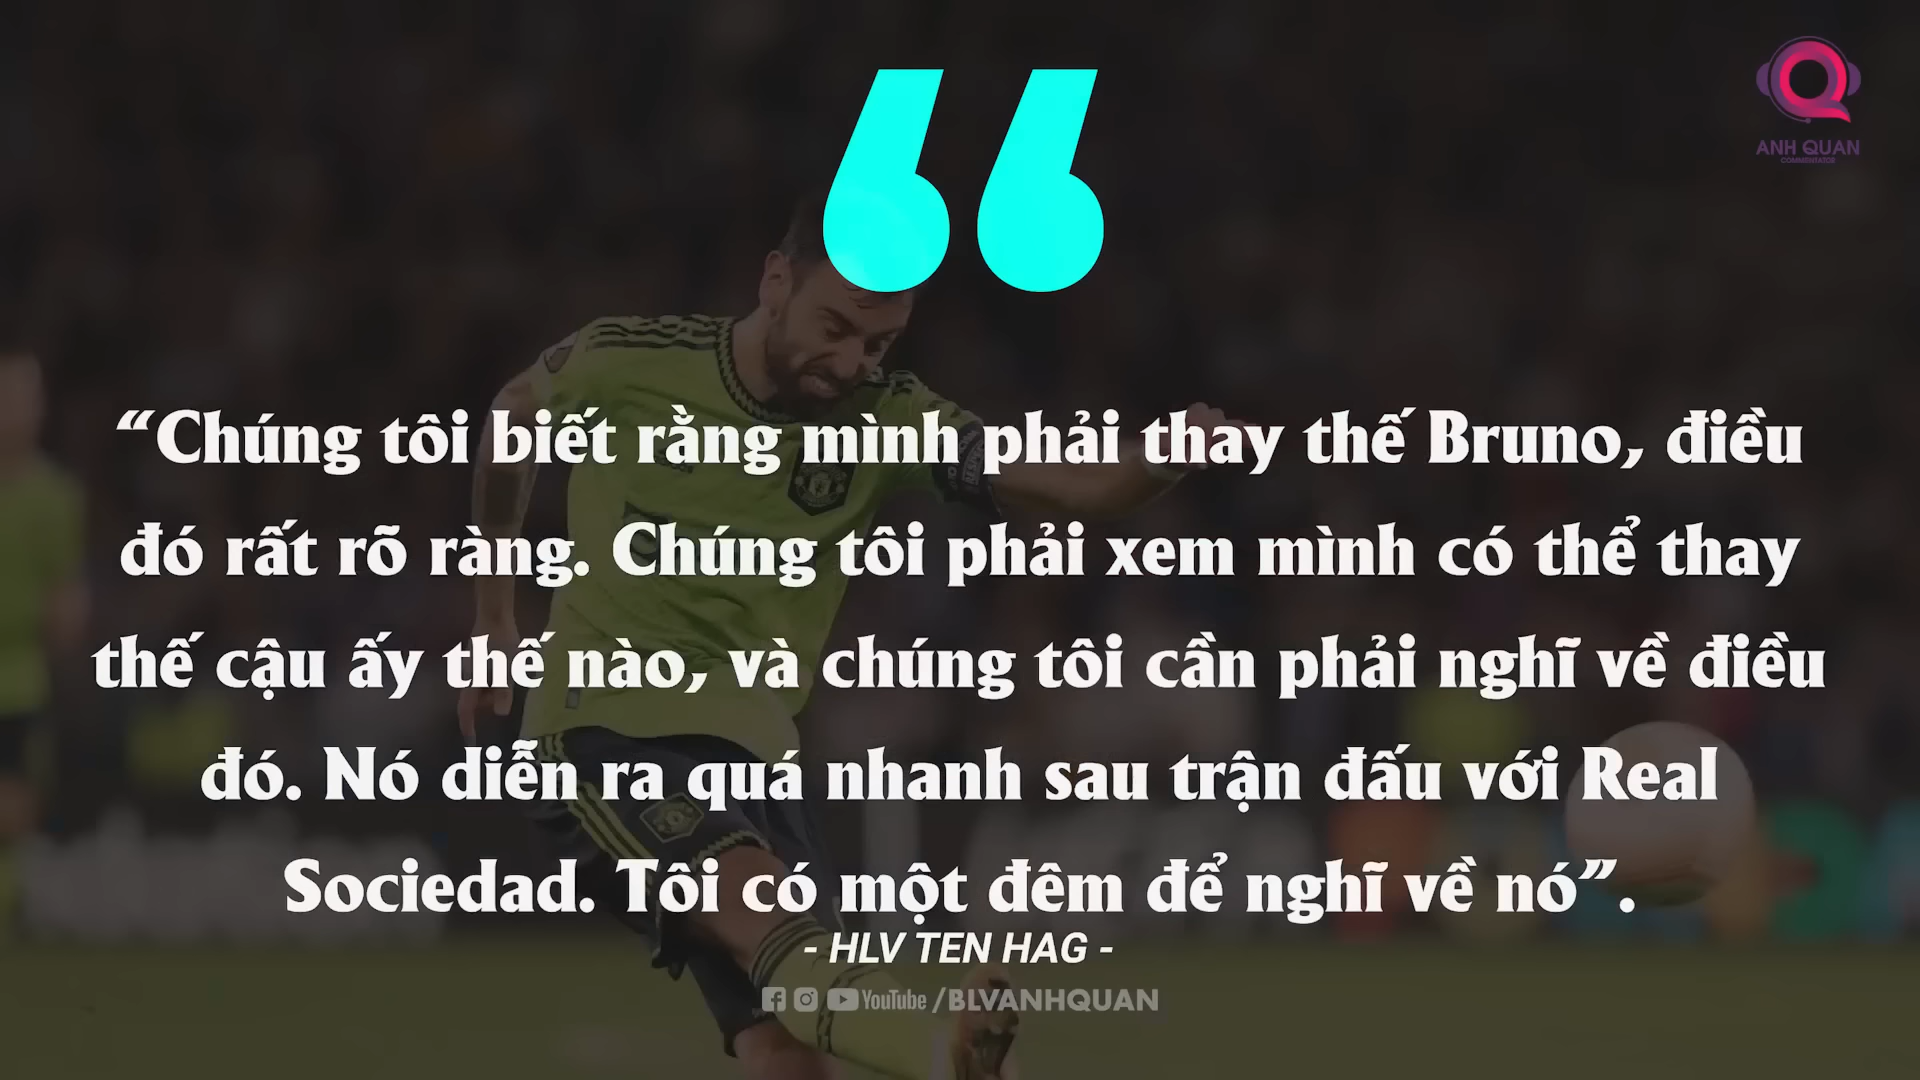 ANH QUAN
COMMENTATOR
“Chúng tôi biết rằng mình phải thay thế Bruno, điều
đó rất rõ ràng. Chúng tôi phải xem mình có thể thay
thế cậu ấy thế nào, và chúng tôi cần phải nghĩ về điều
đó. Nó diễn ra quá nhanh sau trận đấu với Real
Sociedad. Tôi có một đêm để nghĩ về nó”.
- HLV TEN HAG -
YouTube /BLVANHQUAN